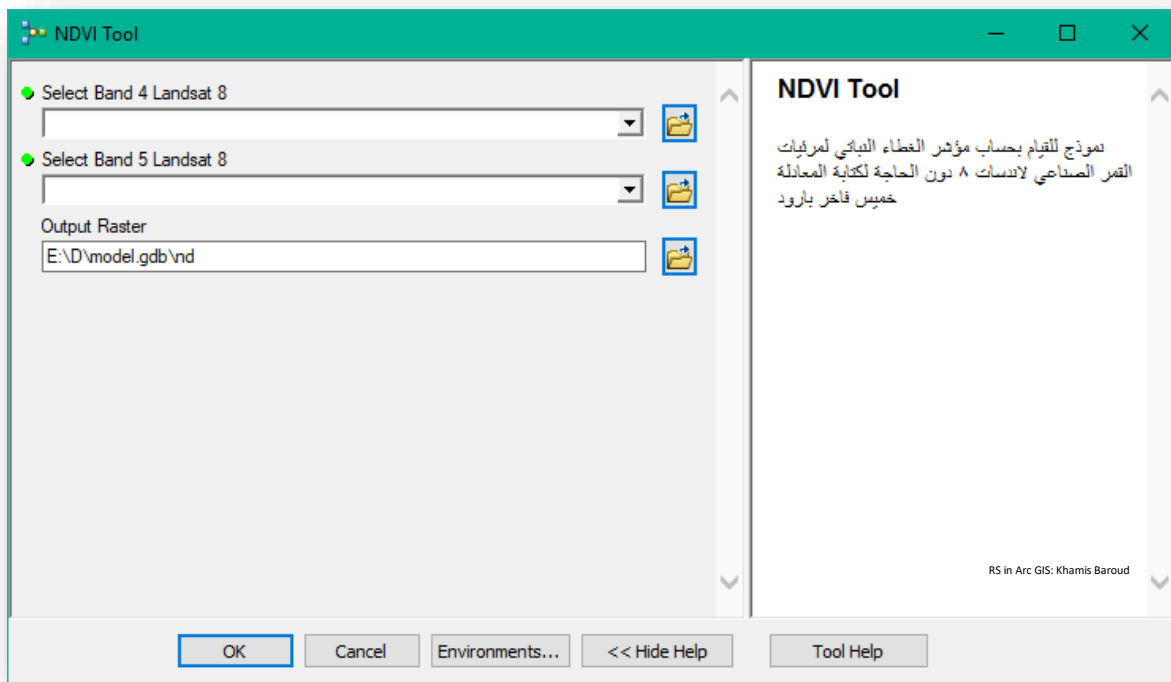 NDVI Tool
Select Band 4 Landsat 8
Select Band 5 Landsat 8
Output Raster
E:\D\model.gdb\nd
NDVI Tool
نموذج للقيام بحساب مؤشر الغطاء النباتي لمرئيات
القمر الصناعي لاندسات ٨ دون الحاجة لكتابة المعادلة
خميس فاخر بارود
RS in Arc GIS: Khamis Baroud
OK
Cancel
Environments...
<< Hide Help
Tool Help